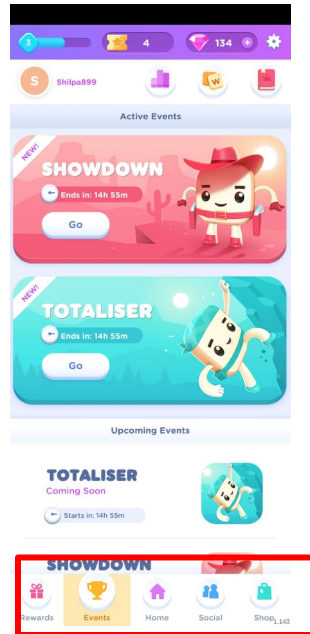 3
4
134
+
S
Shilpa899
W
Active Events
NEW!
SHOWDOWN
Ends in: 14h 55m
Go
NEW!
TOTALISER
Ends in: 14h 55m
Go
Upcoming Events
TOTALISER
Coming Soon
Starts in: 14h 55m
SHOWDOWN
Rewards
Events
Home
Social
Shop
1.143